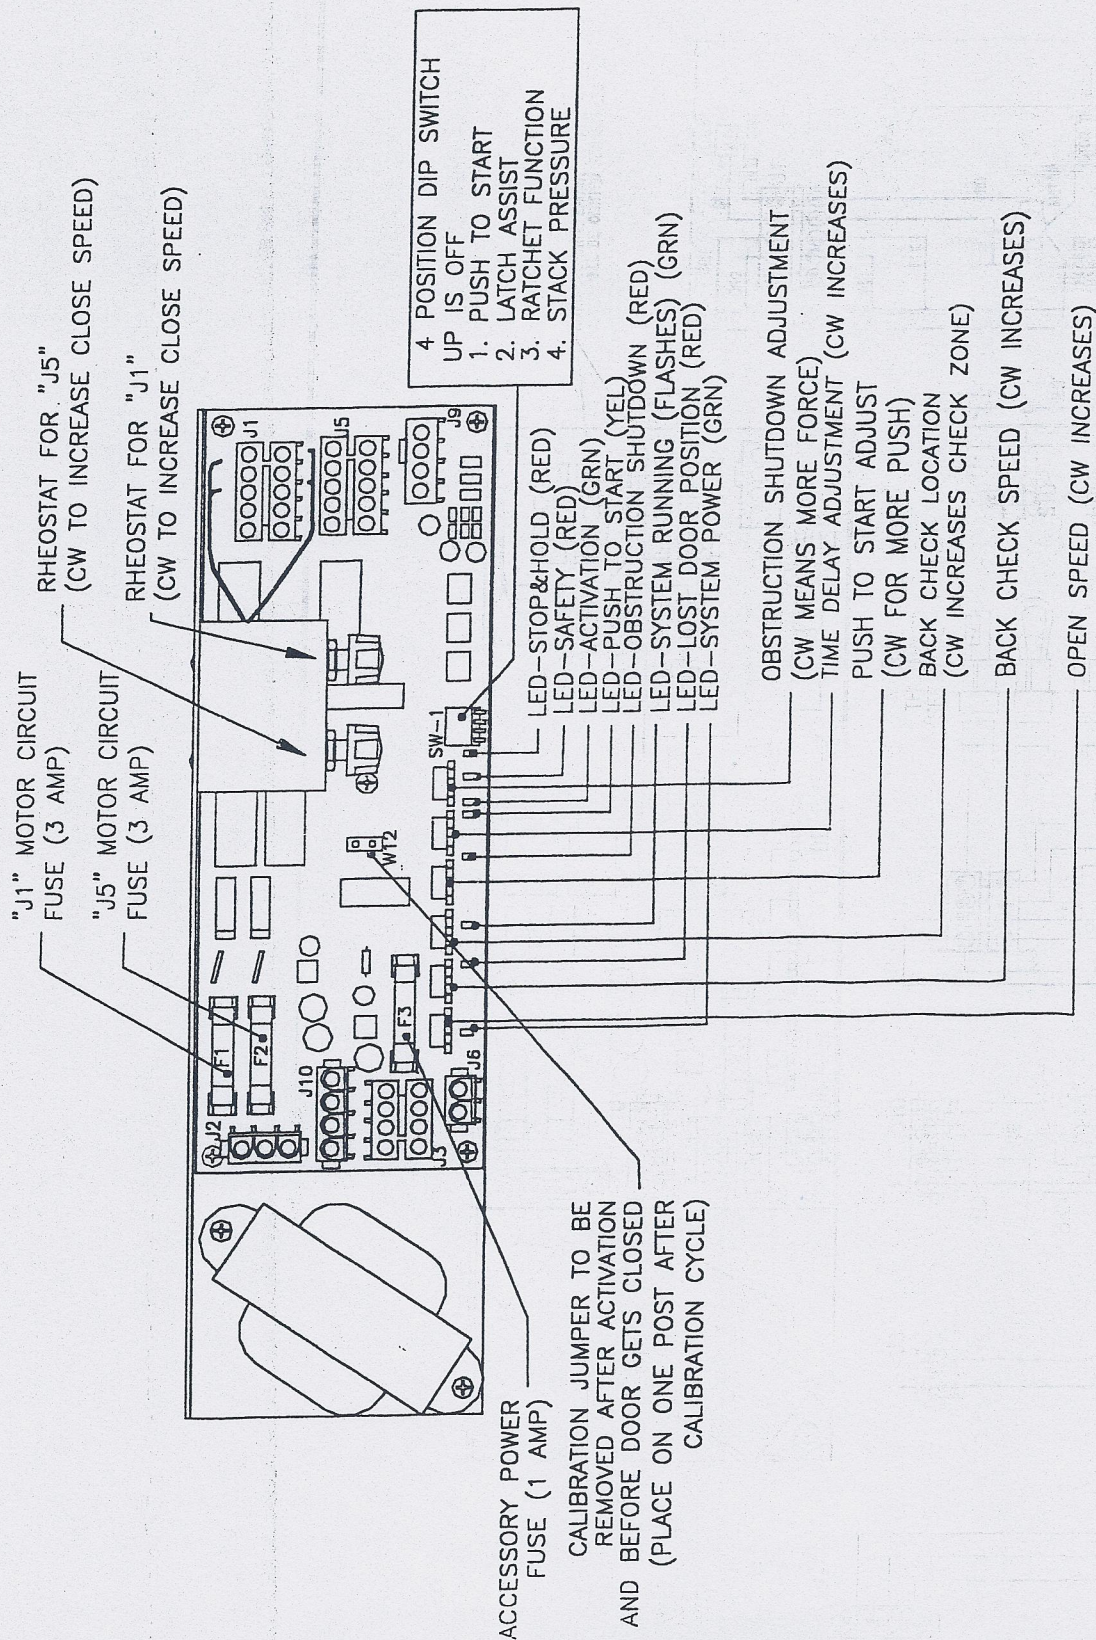 "J1" MOTOR CIRCUIT
FUSE (3 AMP)
"J5" MOTOR CIRCUIT
FUSE (3 AMP)
RHEOSTAT FOR "J5"
(CW TO INCREASE CLOSE SPEED)
RHEOSTAT FOR "J1"
(CW TO INCREASE CLOSE SPEED)
4 POSITION DIP SWITCH
UP IS OFF
1. PUSH TO START
2. LATCH ASSIST
3. RATCHET FUNCTION
4. STACK PRESSURE
J2
F1
F2
J10
J3
F3
J6
W12
SW-1
J1
J5
J9
LED-STOP&HOLD (RED)
LED-SAFETY (RED)
LED-ACTIVATION (GRN)
LED-PUSH TO START (YEL)
LED-OBSTRUCTION SHUTDOWN (RED)
LED-SYSTEM RUNNING (FLASHES) (GRN)
LED-LOST DOOR POSITION (RED)
LED-SYSTEM POWER (GRN)
OBSTRUCTION SHUTDOWN ADJUSTMENT
(CW MEANS MORE FORCE)
TIME DELAY ADJUSTMENT (CW INCREASES)
PUSH TO START ADJUST
(CW FOR MORE PUSH)
BACK CHECK LOCATION
(CW INCREASES CHECK ZONE)
BACK CHECK SPEED (CW INCREASES)
OPEN SPEED (CW INCREASES)
ACCESSORY POWER
FUSE (1 AMP)
CALIBRATION JUMPER TO BE
REMOVED AFTER ACTIVATION
AND BEFORE DOOR GETS CLOSED
(PLACE ON ONE POST AFTER
CALIBRATION CYCLE)